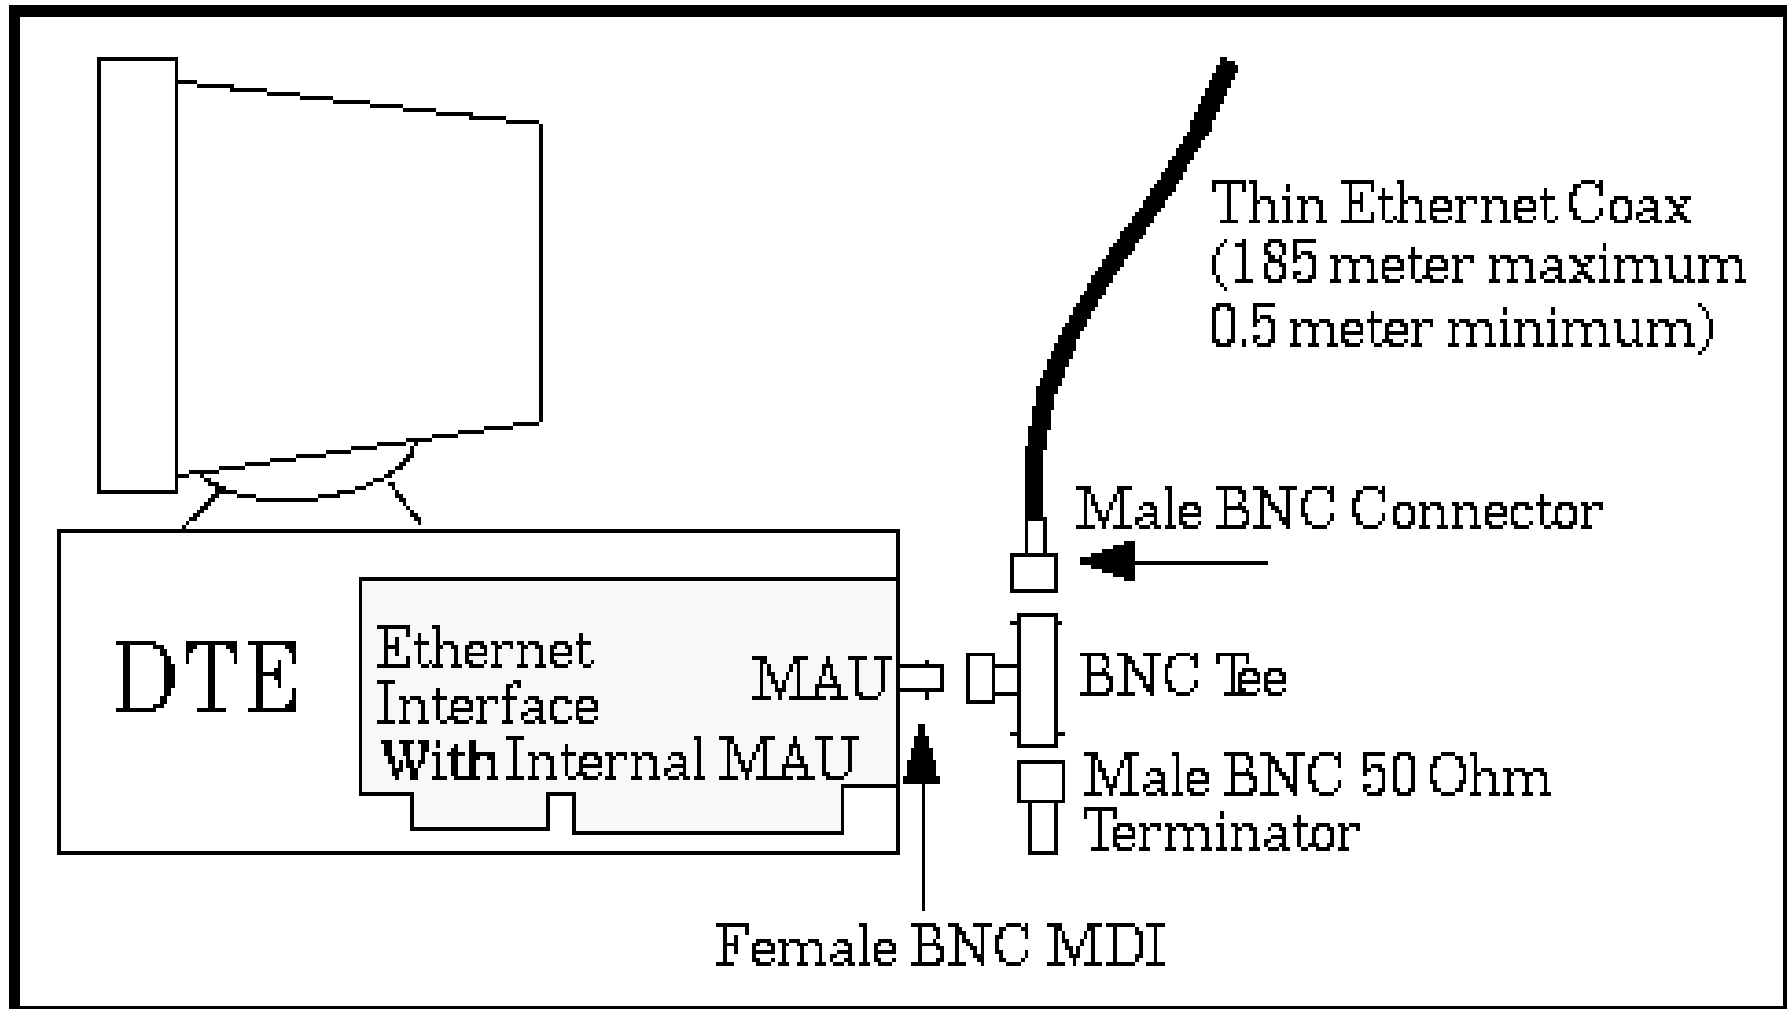 Thin Ethernet Coax
(185 meter maximum
0.5 meter minimum)
Male BNC Connector
DTE
Ethernet
Interface
With Internal MAU
MAU
BNC Tee
Male BNC 50 Ohm
Terminator
Female BNC MDI